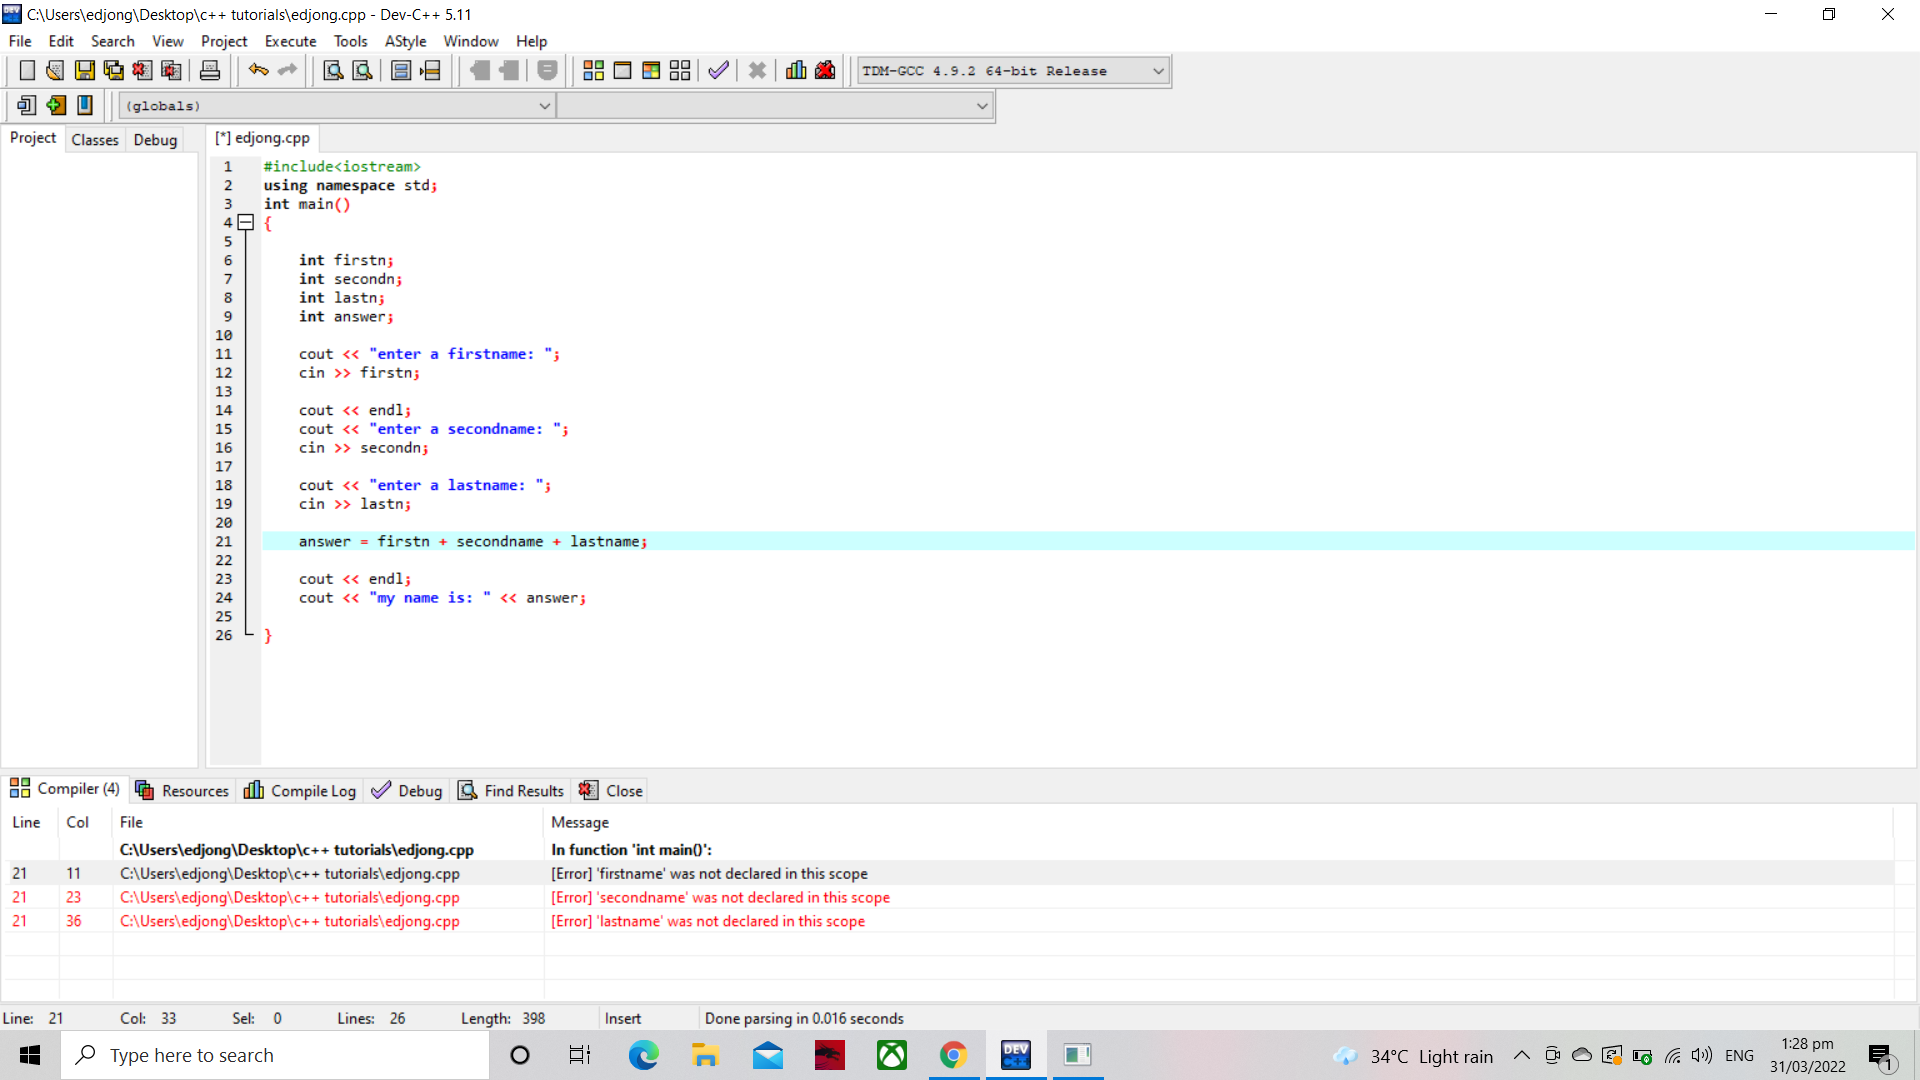 C:\Users\edjong\Desktop\c++ tutorials\edjong.cpp - Dev-C++ 5.11
File Edit Search View Project Execute Tools AStyle Window Help
TDM-GCC 4.9.2 64-bit Release
(globals)
Project Classes Debug [*] edjong.cpp
1 #include<iostream>
2 using namespace std;
3 int main()
4 {
5
6 int firstn;
7 int secondn;
8 int lastn;
9 int answer;
10
11 cout << "enter a firstname: ";
12 cin >> firstn;
13
14 cout << endl;
15 cout << "enter a secondname: ";
16 cin >> secondn;
17
18 cout << "enter a lastname: ";
19 cin >> lastn;
20
21 answer = firstn + secondname + lastname;
22
23 cout << endl;
24 cout << "my name is: " << answer;
25
26 }
Compiler (4) Resources Compile Log Debug Find Results Close
Line Col File Message
C:\Users\edjong\Desktop\c++ tutorials\edjong.cpp In function 'int main()':
21 11 C:\Users\edjong\Desktop\c++ tutorials\edjong.cpp [Error] 'firstname' was not declared in this scope
21 23 C:\Users\edjong\Desktop\c++ tutorials\edjong.cpp [Error] 'secondname' was not declared in this scope
21 36 C:\Users\edjong\Desktop\c++ tutorials\edjong.cpp [Error] 'lastname' was not declared in this scope
Line: 21 Col: 33 Sel: 0 Lines: 26 Length: 398 Insert Done parsing in 0.016 seconds
Type here to search DEV C++ 34°C Light rain ENG 1:28 pm
31/03/2022 1